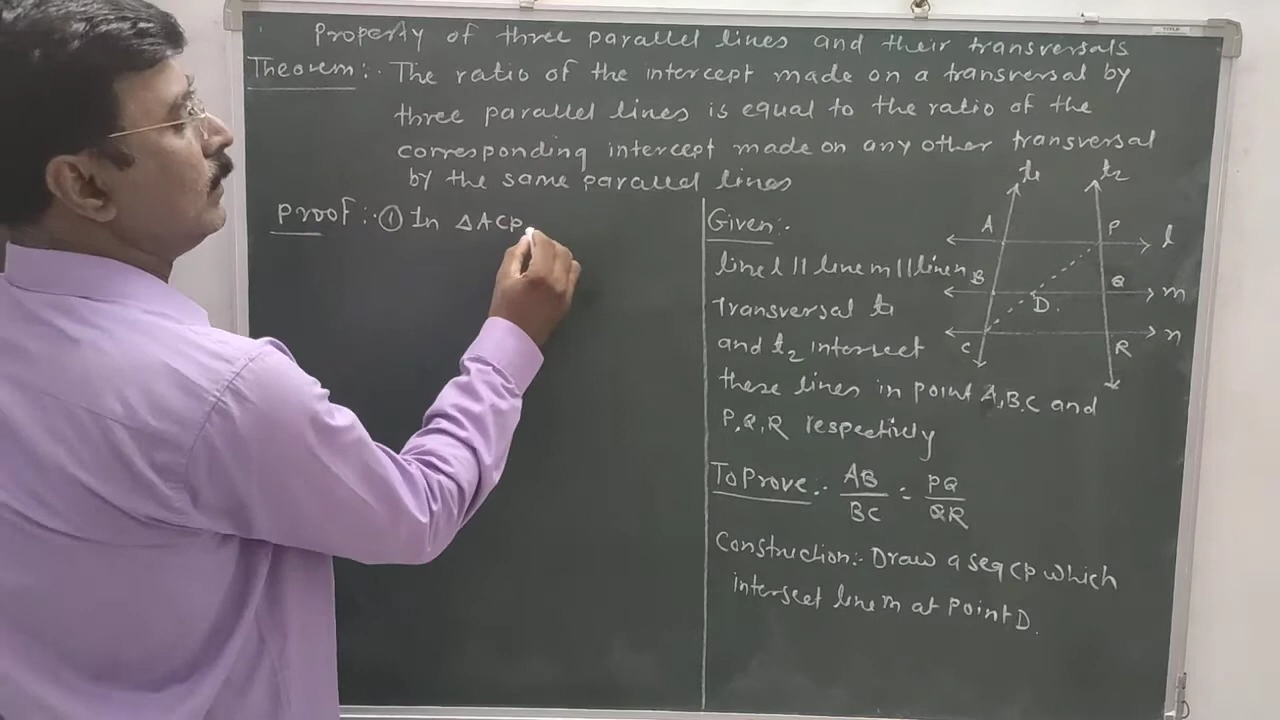 Property of three parallel lines and their transversals
Theorem:- The ratio of the intercept made on a transversal by
three parallel lines is equal to the ratio of the
corresponding intercept made on any other transversal
by the same parallel lines
Proof:- ① In △ACP
Given:-
line l || line m || line n
Transversal t₁
and t₂ intersect
these lines in point A,B,C and
P,Q,R respectively
To Prove:- AB/BC = PQ/QR
Construction:- Draw a seg CP which
intersect line m at point D.
t₁ t₂
A P l
B D. Q m
C R n